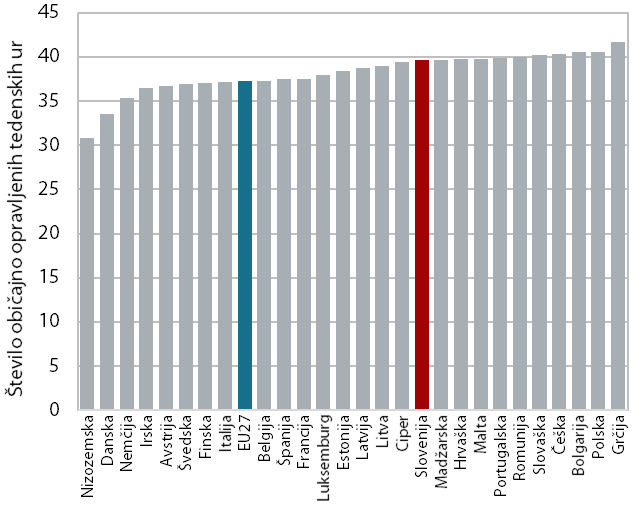 Število običajno opravljenih tedenskih ur
45
40
35
30
25
20
15
10
5
0
Nizozemska
Danska
Nemčija
Irska
Avstrija
Švedska
Finska
Italija
EU27
Belgija
Španija
Francija
Luksemburg
Estonija
Latvija
Litva
Ciper
Slovenija
Madžarska
Hrvaška
Malta
Portugalska
Romunija
Slovaška
Češka
Bolgarija
Polska
Grčija